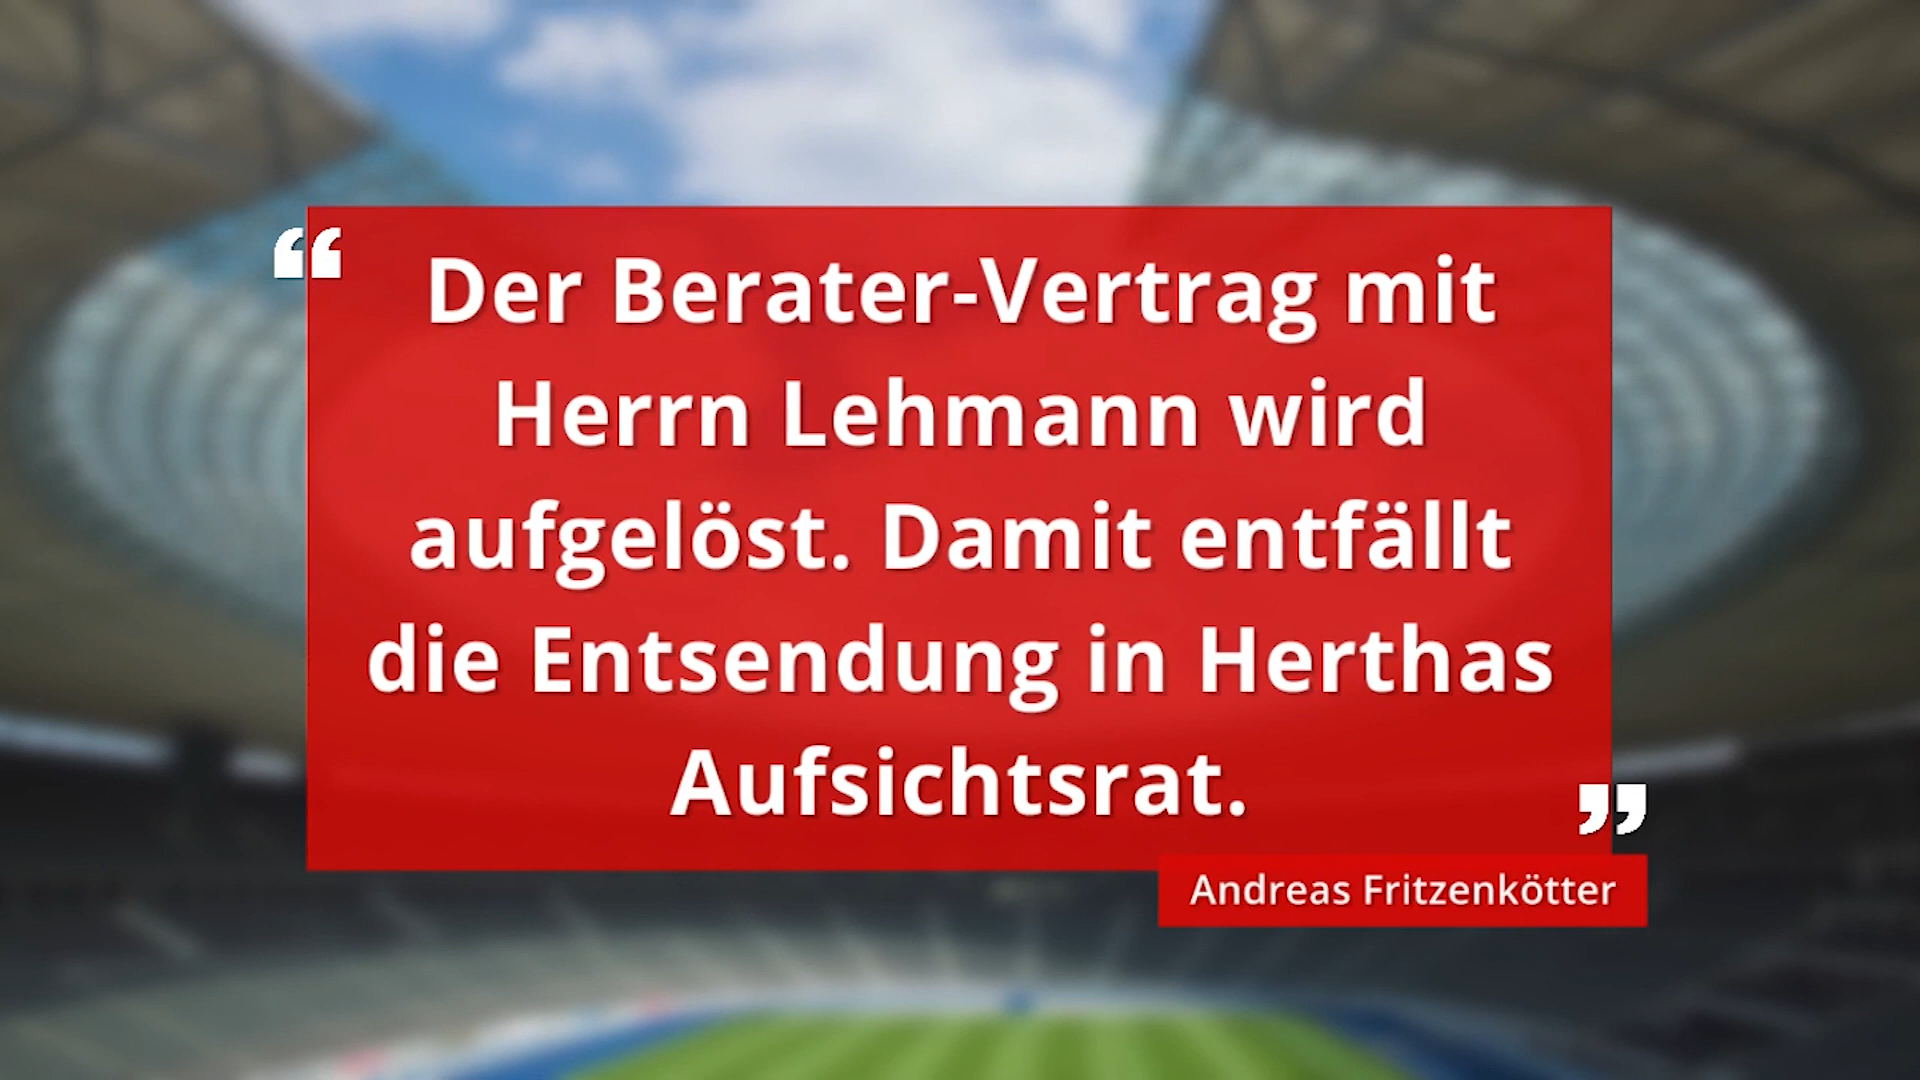 “ Der Berater-Vertrag mit
Herrn Lehmann wird
aufgelöst. Damit entfällt
die Entsendung in Herthas
Aufsichtsrat. ”
Andreas Fritzenkötter